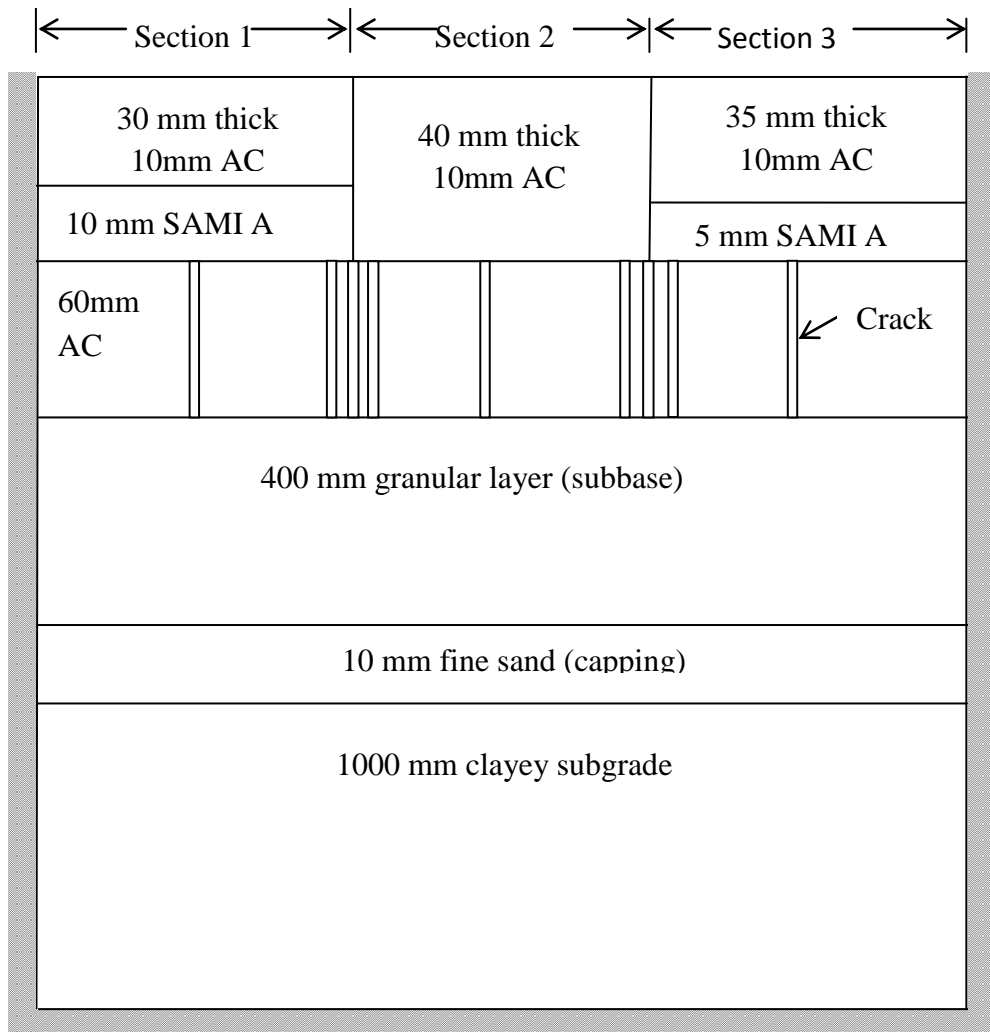 Section 1
Section 2
Section 3
30 mm thick
10mm AC
40 mm thick
10mm AC
35 mm thick
10mm AC
10 mm SAMI A
5 mm SAMI A
60mm
AC
Crack
400 mm granular layer (subbase)
10 mm fine sand (capping)
1000 mm clayey subgrade